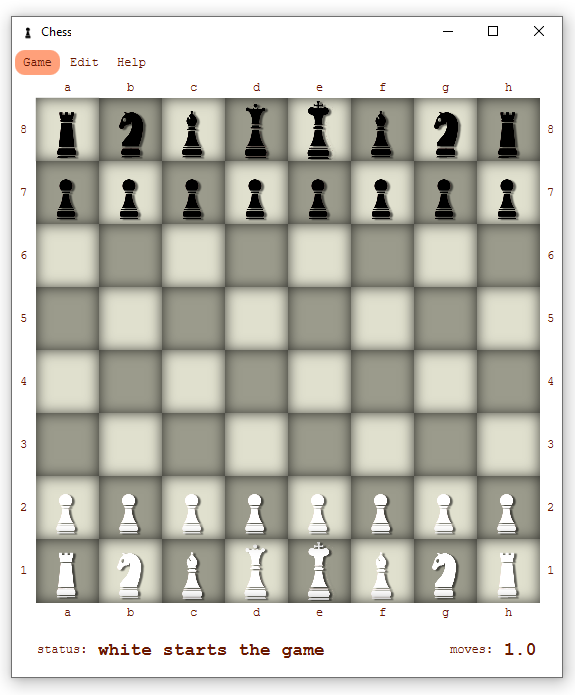 Chess
Game Edit Help
a b c d e f g h
8 8
7 7
6 6
5 5
4 4
3 3
2 2
1 1
a b c d e f g h
status: white starts the game moves: 1.0